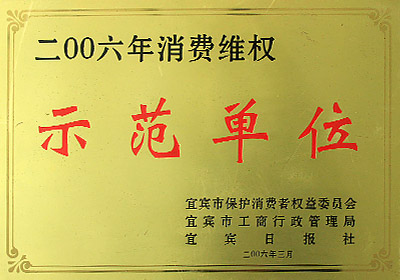 二00六年消费维权
示范单位
宜宾市保护消费者权益委员会
宜宾市工商行政管理局
宜宾日报社
二00六年三月